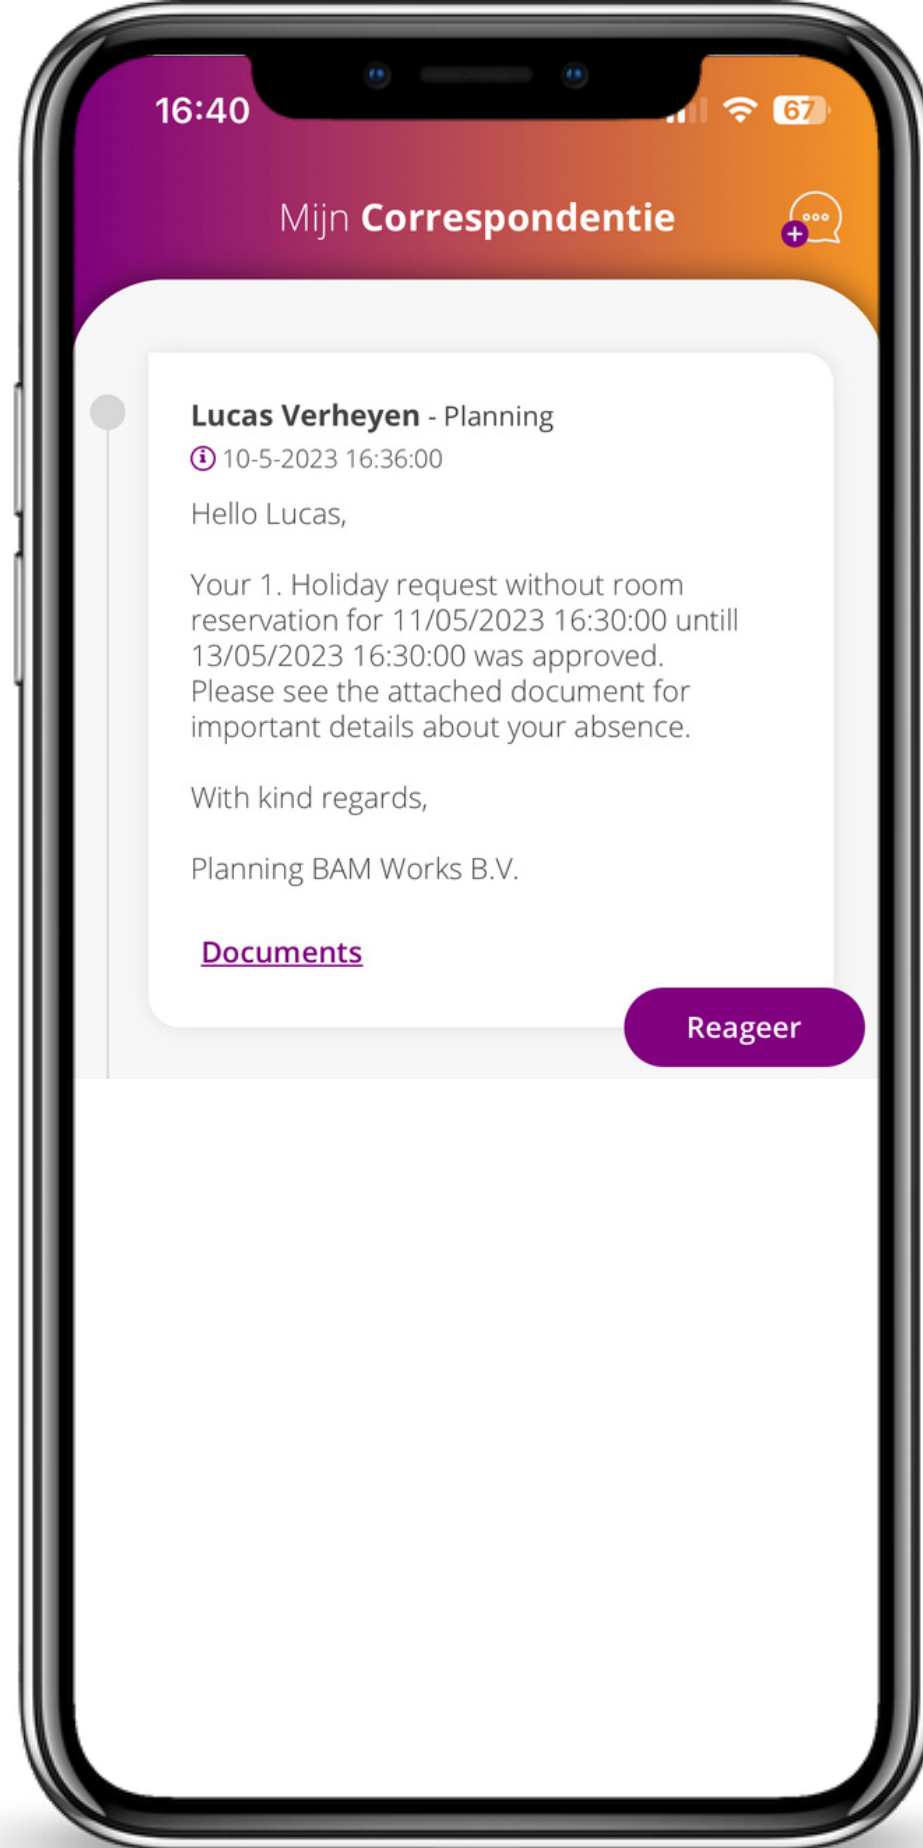 16:40
67
Mijn Correspondentie
Lucas Verheyen - Planning
10-5-2023 16:36:00
Hello Lucas,
Your 1. Holiday request without room
reservation for 11/05/2023 16:30:00 untill
13/05/2023 16:30:00 was approved.
Please see the attached document for
important details about your absence.
With kind regards,
Planning BAM Works B.V.
Documents
Reageer